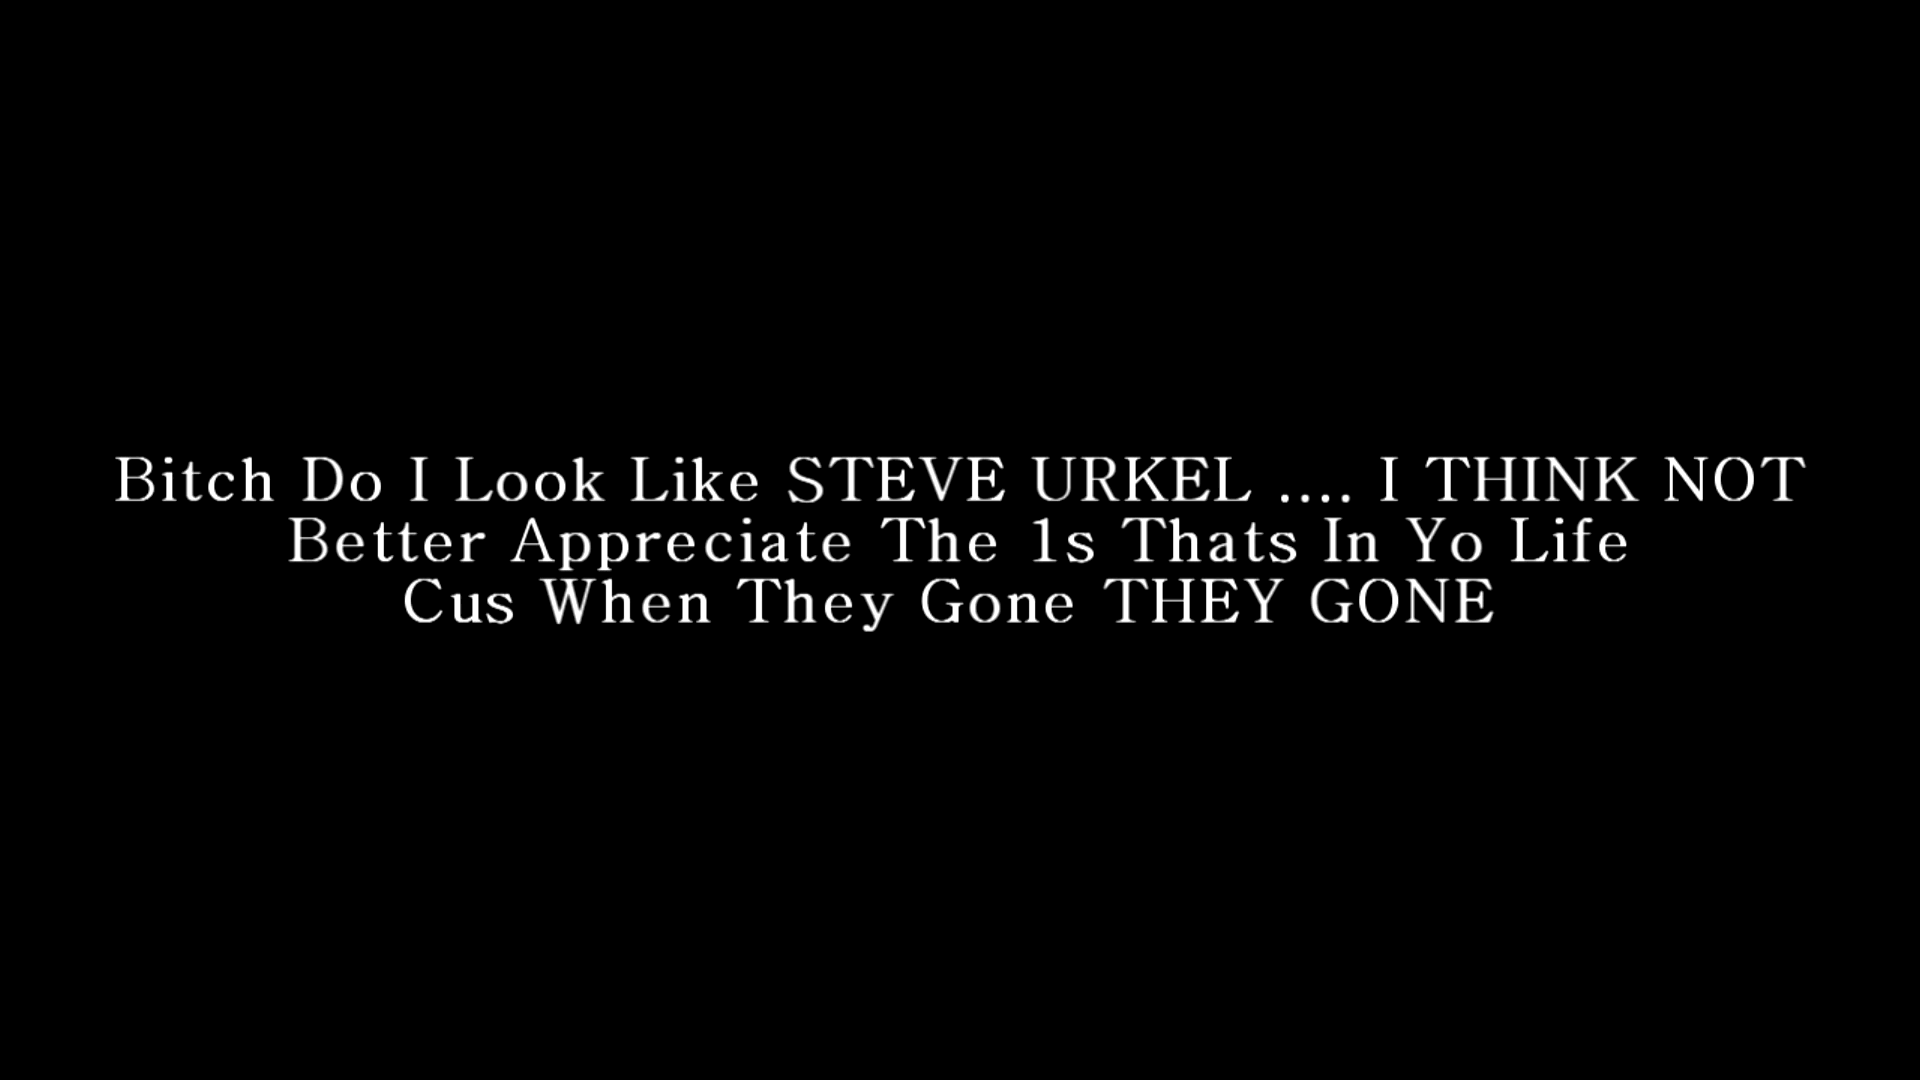 Bitch Do I Look Like STEVE URKEL .... I THINK NOT
Better Appreciate The 1s Thats In Yo Life
Cus When They Gone THEY GONE